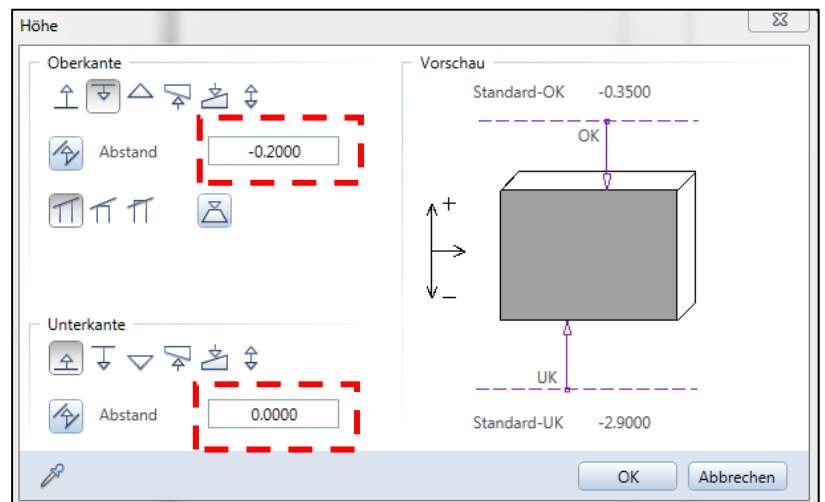 Höhe
Oberkante
Abstand -0.2000
Unterkante
Abstand 0.0000
Vorschau
Standard-OK -0.3500
OK
+
−
UK
Standard-UK -2.9000
OK Abbrechen